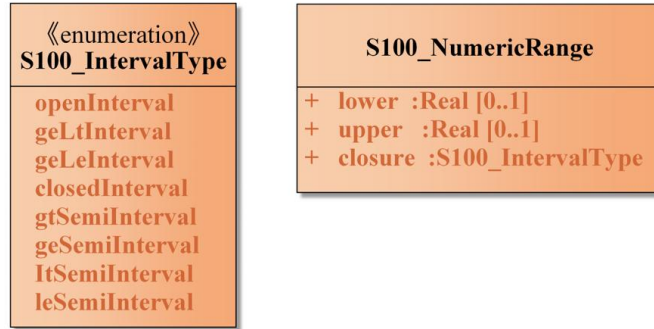 《enumeration》
S100_IntervalType
openInterval
geLtInterval
geLeInterval
closedInterval
gtSemiInterval
geSemiInterval
ItSemiInterval
leSemiInterval
S100_NumericRange
+ lower :Real [0..1]
+ upper :Real [0..1]
+ closure :S100_IntervalType